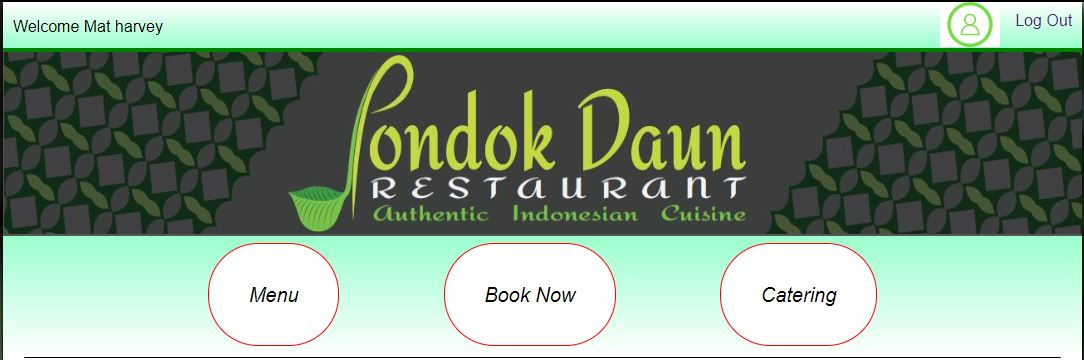 Welcome Mat harvey
Log Out
Pondok Daun
RESTAURANT
Authentic Indonesian Cuisine
Menu
Book Now
Catering